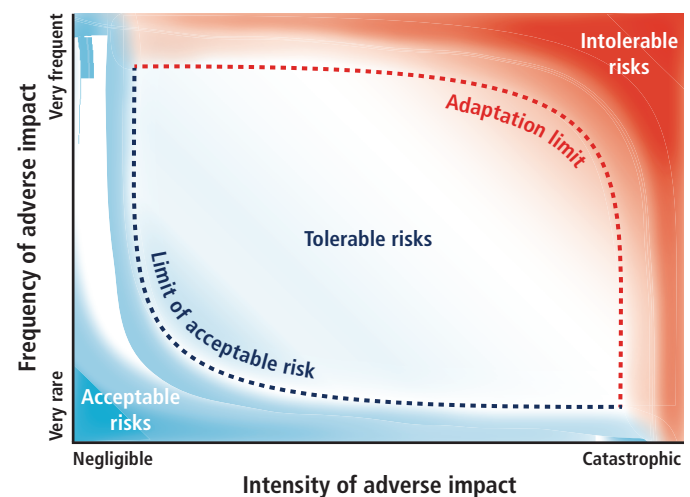 Very frequent
Intolerable
risks
Adaptation limit
Frequency of adverse impact
Tolerable risks
Limit of acceptable risk
Very rare
Acceptable
risks
Negligible
Catastrophic
Intensity of adverse impact